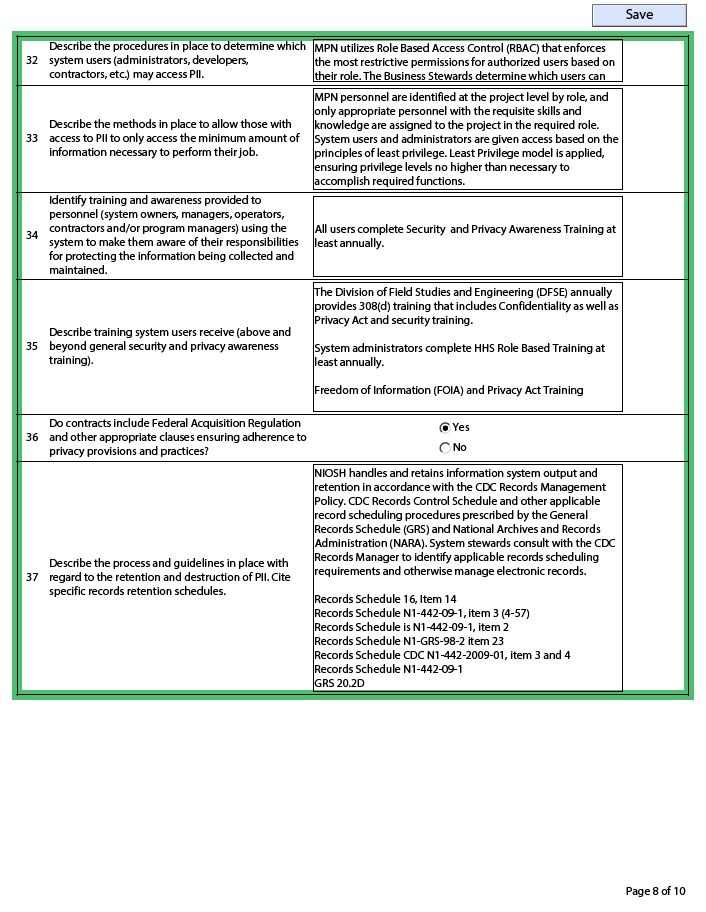 Save
32
Describe the procedures in place to determine which
system users (administrators, developers,
contractors, etc.) may access PII.
MPN utilizes Role Based Access Control (RBAC) that enforces
the most restrictive permissions for authorized users based on
their role. The Business Stewards determine which users can
33
Describe the methods in place to allow those with
access to PII to only access the minimum amount of
information necessary to perform their job.
MPN personnel are identified at the project level by role, and
only appropriate personnel with the requisite skills and
knowledge are assigned to the project in the required role.
System users and administrators are given access based on the
principles of least privilege. Least Privilege model is applied,
ensuring privilege levels no higher than necessary to
accomplish required functions.
34
Identify training and awareness provided to
personnel (system owners, managers, operators,
contractors and/or program managers) using the
system to make them aware of their responsibilities
for protecting the information being collected and
maintained.
All users complete Security and Privacy Awareness Training at
least annually.
35
Describe training system users receive (above and
beyond general security and privacy awareness
training).
The Division of Field Studies and Engineering (DFSE) annually
provides 308(d) training that includes Confidentiality as well as
Privacy Act and security training.
System administrators complete HHS Role Based Training at
least annually.
Freedom of Information (FOIA) and Privacy Act Training
36
Do contracts include Federal Acquisition Regulation
and other appropriate clauses ensuring adherence to
privacy provisions and practices?
Yes
No
37
Describe the process and guidelines in place with
regard to the retention and destruction of PII. Cite
specific records retention schedules.
NIOSH handles and retains information system output and
retention in accordance with the CDC Records Management
Policy. CDC Records Control Schedule and other applicable
record scheduling procedures prescribed by the General
Records Schedule (GRS) and National Archives and Records
Administration (NARA). System stewards consult with the CDC
Records Manager to identify applicable records scheduling
requirements and otherwise manage electronic records.
Records Schedule 16, Item 14
Records Schedule N1-442-09-1, item 3 (4-57)
Records Schedule is N1-442-09-1, item 2
Records Schedule N1-GRS-98-2 item 23
Records Schedule CDC N1-442-2009-01, item 3 and 4
Records Schedule N1-442-09-1
GRS 20.2D
Page 8 of 10